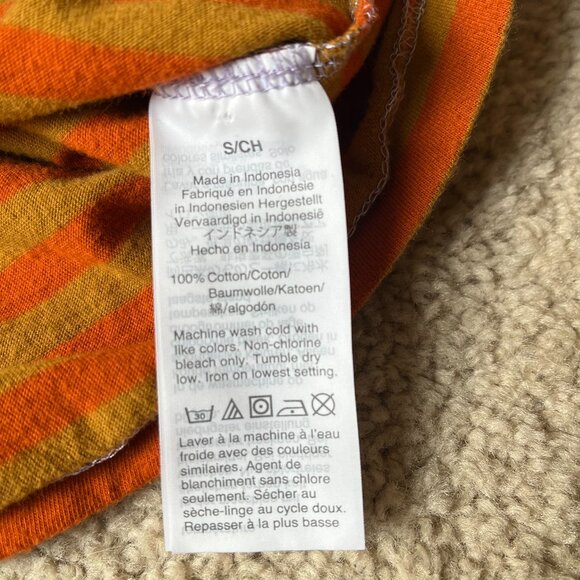 S/CH
Made in Indonesia
Fabriqué en Indonésie
in Indonesien Hergestellt
Vervaardigd in Indonesië
インドネシア製
Hecho en Indonesia
100% Cotton/Coton/
Baumwolle/Katoen/
綿/algodón
Machine wash cold with
like colors. Non-chlorine
bleach only. Tumble dry
low. Iron on lowest setting.
30
Laver à la machine à l'eau
froide avec des couleurs
similaires. Agent de
blanchiment sans chlore
seulement. Sécher au
sèche-linge au cycle doux.
Repasser à la plus basse